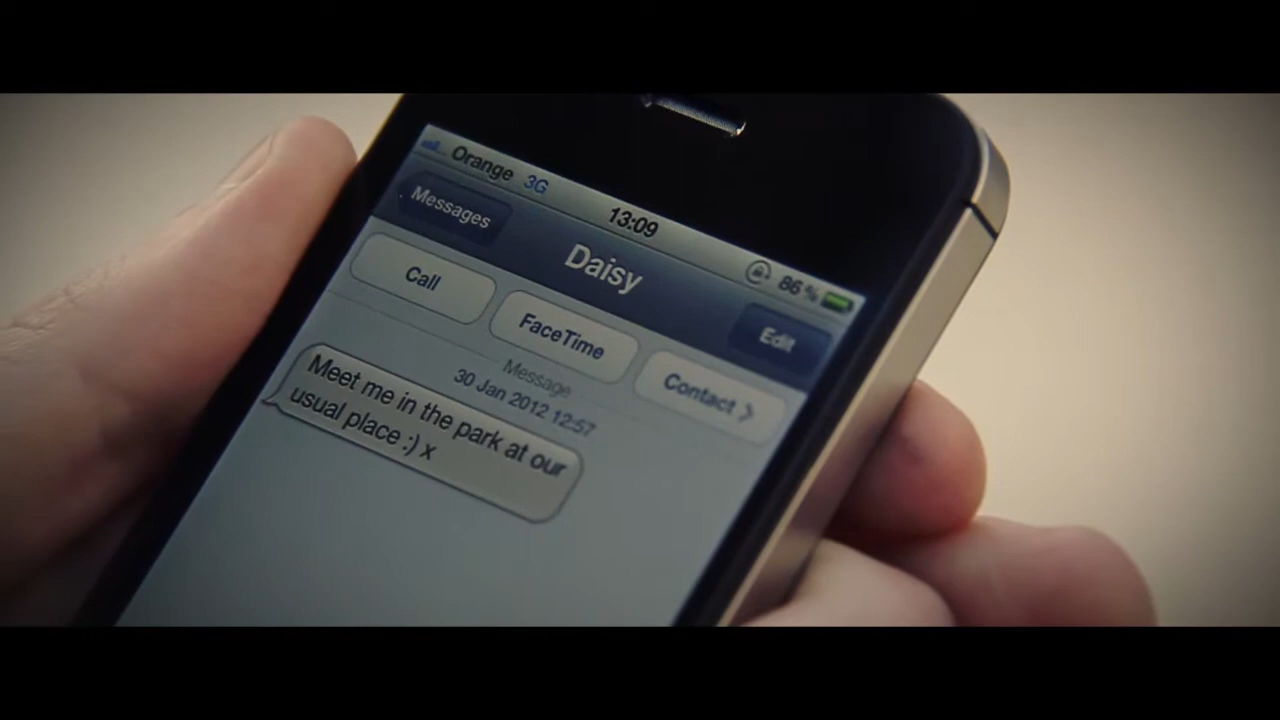 Orange 3G 13:09 86%
Messages Daisy Edit
Call FaceTime Contact
Message
30 Jan 2012 12:57
Meet me in the park at our
usual place :) x